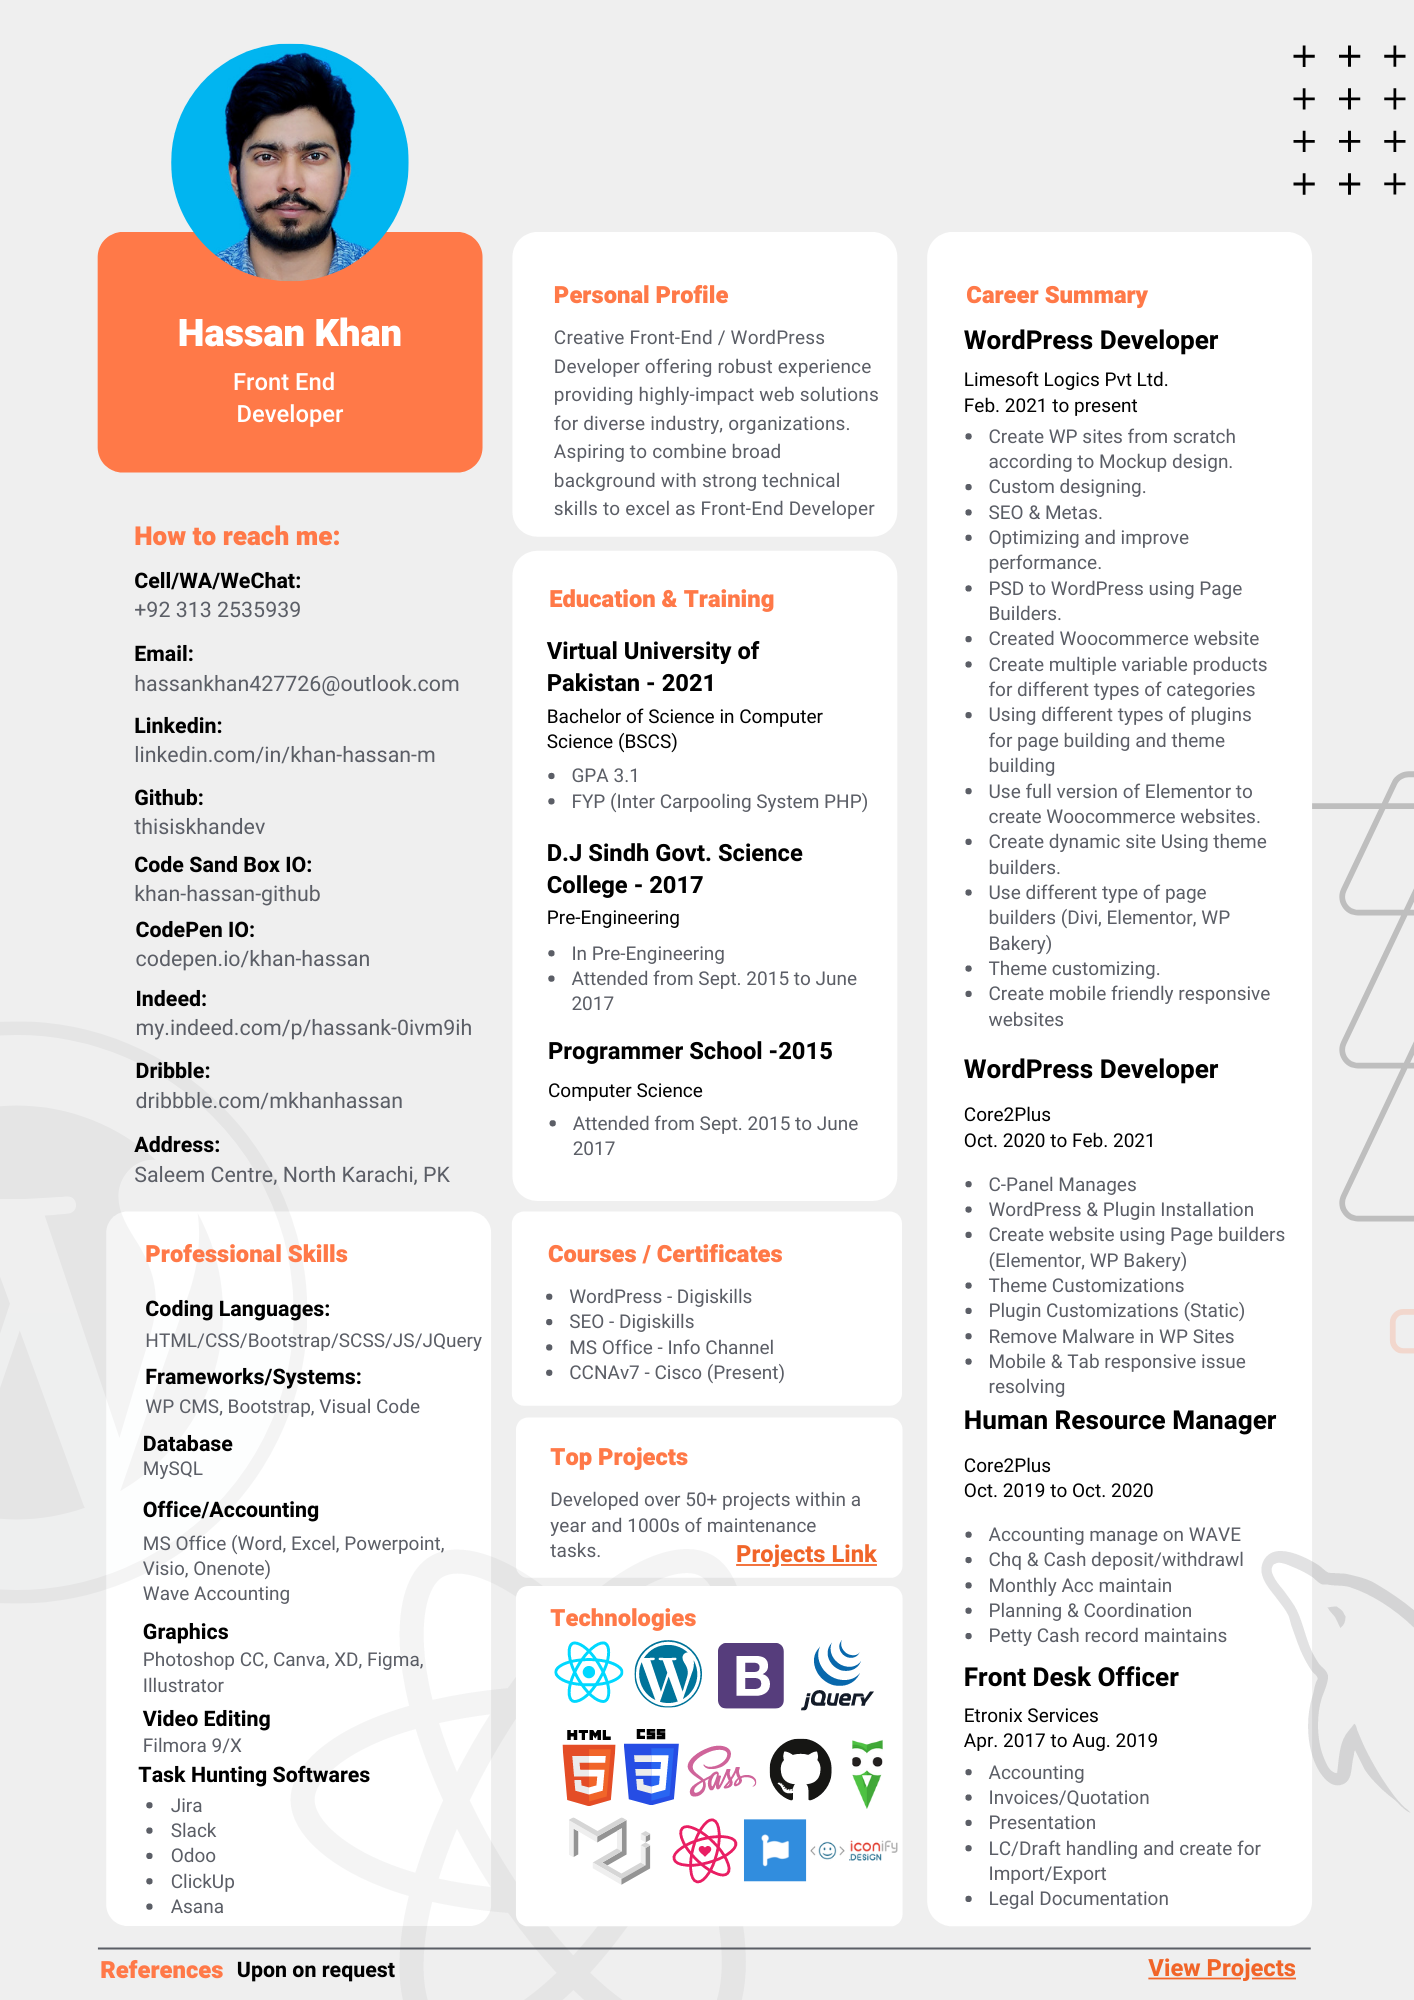 Hassan Khan
Front End
Developer
How to reach me:
Cell/WA/WeChat:
+92 313 2535939
Email:
hassankhan427726@outlook.com
Linkedin:
linkedin.com/in/khan-hassan-m
Github:
thisiskhandev
Code Sand Box IO:
khan-hassan-github
CodePen IO:
codepen.io/khan-hassan
Indeed:
my.indeed.com/p/hassank-0ivm9ih
Dribble:
dribbble.com/mkhanhassan
Address:
Saleem Centre, North Karachi, PK
Professional Skills
Coding Languages:
HTML/CSS/Bootstrap/SCSS/JS/JQuery
Frameworks/Systems:
WP CMS, Bootstrap, Visual Code
Database
MySQL
Office/Accounting
MS Office (Word, Excel, Powerpoint,
Visio, Onenote)
Wave Accounting
Graphics
Photoshop CC, Canva, XD, Figma,
Illustrator
Video Editing
Filmora 9/X
Task Hunting Softwares
• Jira
• Slack
• Odoo
• ClickUp
• Asana
Personal Profile
Creative Front-End / WordPress
Developer offering robust experience
providing highly-impact web solutions
for diverse industry, organizations.
Aspiring to combine broad
background with strong technical
skills to excel as Front-End Developer
Education & Training
Virtual University of
Pakistan - 2021
Bachelor of Science in Computer
Science (BSCS)
• GPA 3.1
• FYP (Inter Carpooling System PHP)
D.J Sindh Govt. Science
College - 2017
Pre-Engineering
• In Pre-Engineering
• Attended from Sept. 2015 to June
2017
Programmer School -2015
Computer Science
• Attended from Sept. 2015 to June
2017
Courses / Certificates
• WordPress - Digiskills
• SEO - Digiskills
• MS Office - Info Channel
• CCNAv7 - Cisco (Present)
Top Projects
Developed over 50+ projects within a
year and 1000s of maintenance
tasks.
Projects Link
Technologies
W
B
jQuery
HTML
5
CSS
3
Sass
iconify
.DESIGN
Career Summary
WordPress Developer
Limesoft Logics Pvt Ltd.
Feb. 2021 to present
• Create WP sites from scratch
according to Mockup design.
• Custom designing.
• SEO & Metas.
• Optimizing and improve
performance.
• PSD to WordPress using Page
Builders.
• Created Woocommerce website
• Create multiple variable products
for different types of categories
• Using different types of plugins
for page building and theme
building
• Use full version of Elementor to
create Woocommerce websites.
• Create dynamic site Using theme
builders.
• Use different type of page
builders (Divi, Elementor, WP
Bakery)
• Theme customizing.
• Create mobile friendly responsive
websites
WordPress Developer
Core2Plus
Oct. 2020 to Feb. 2021
• C-Panel Manages
• WordPress & Plugin Installation
• Create website using Page builders
(Elementor, WP Bakery)
• Theme Customizations
• Plugin Customizations (Static)
• Remove Malware in WP Sites
• Mobile & Tab responsive issue
resolving
Human Resource Manager
Core2Plus
Oct. 2019 to Oct. 2020
• Accounting manage on WAVE
• Chq & Cash deposit/withdrawl
• Monthly Acc maintain
• Planning & Coordination
• Petty Cash record maintains
Front Desk Officer
Etronix Services
Apr. 2017 to Aug. 2019
• Accounting
• Invoices/Quotation
• Presentation
• LC/Draft handling and create for
Import/Export
• Legal Documentation
References Upon on request
View Projects